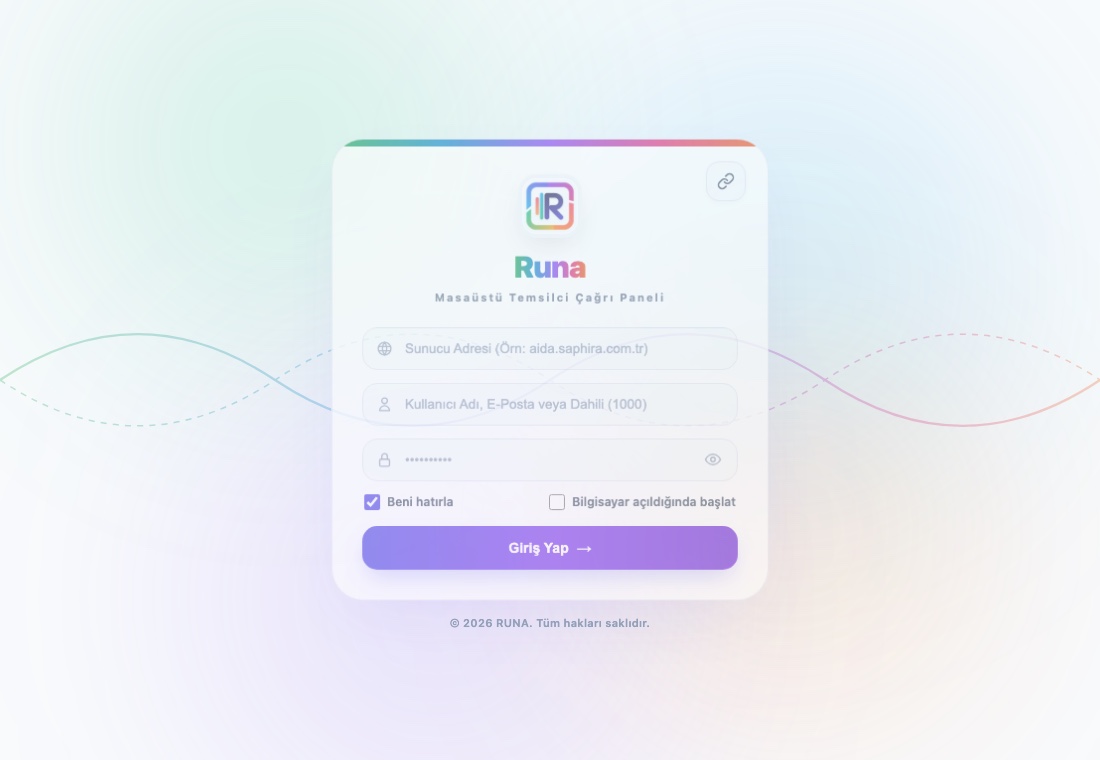 R
Runa
Masaüstü Temsilci Çağrı Paneli
Sunucu Adresi (Örn: aida.saphira.com.tr)
Kullanıcı Adı, E-Posta veya Dahili (1000)
••••••••••
Beni hatırla
Bilgisayar açıldığında başlat
Giriş Yap →
© 2026 RUNA. Tüm hakları saklıdır.